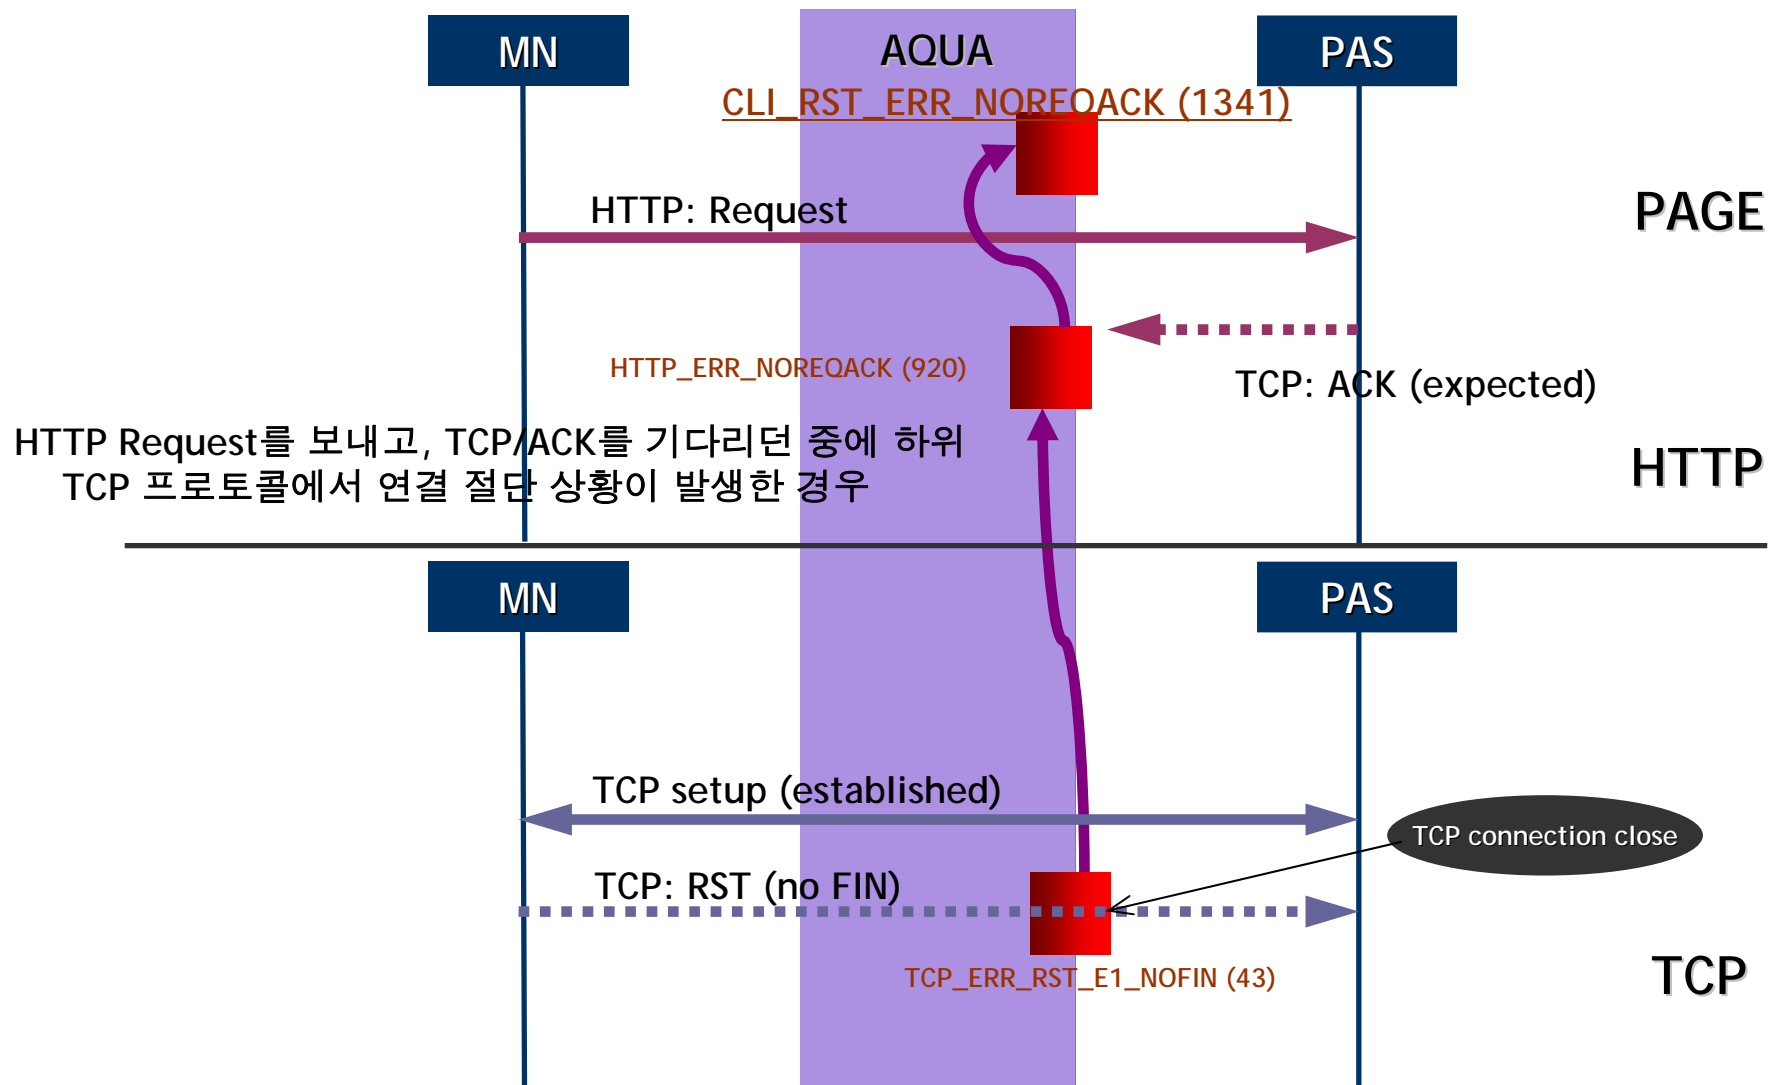 MN
AQUA
PAS
CLI_RST_ERR_NOREQACK (1341)
HTTP: Request
PAGE
HTTP_ERR_NOREQACK (920)
TCP: ACK (expected)
HTTP Request를 보내고, TCP/ACK를 기다리던 중에 하위
TCP 프로토콜에서 연결 절단 상황이 발생한 경우
HTTP
MN
PAS
TCP setup (established)
TCP connection close
TCP: RST (no FIN)
TCP_ERR_RST_E1_NOFIN (43)
TCP